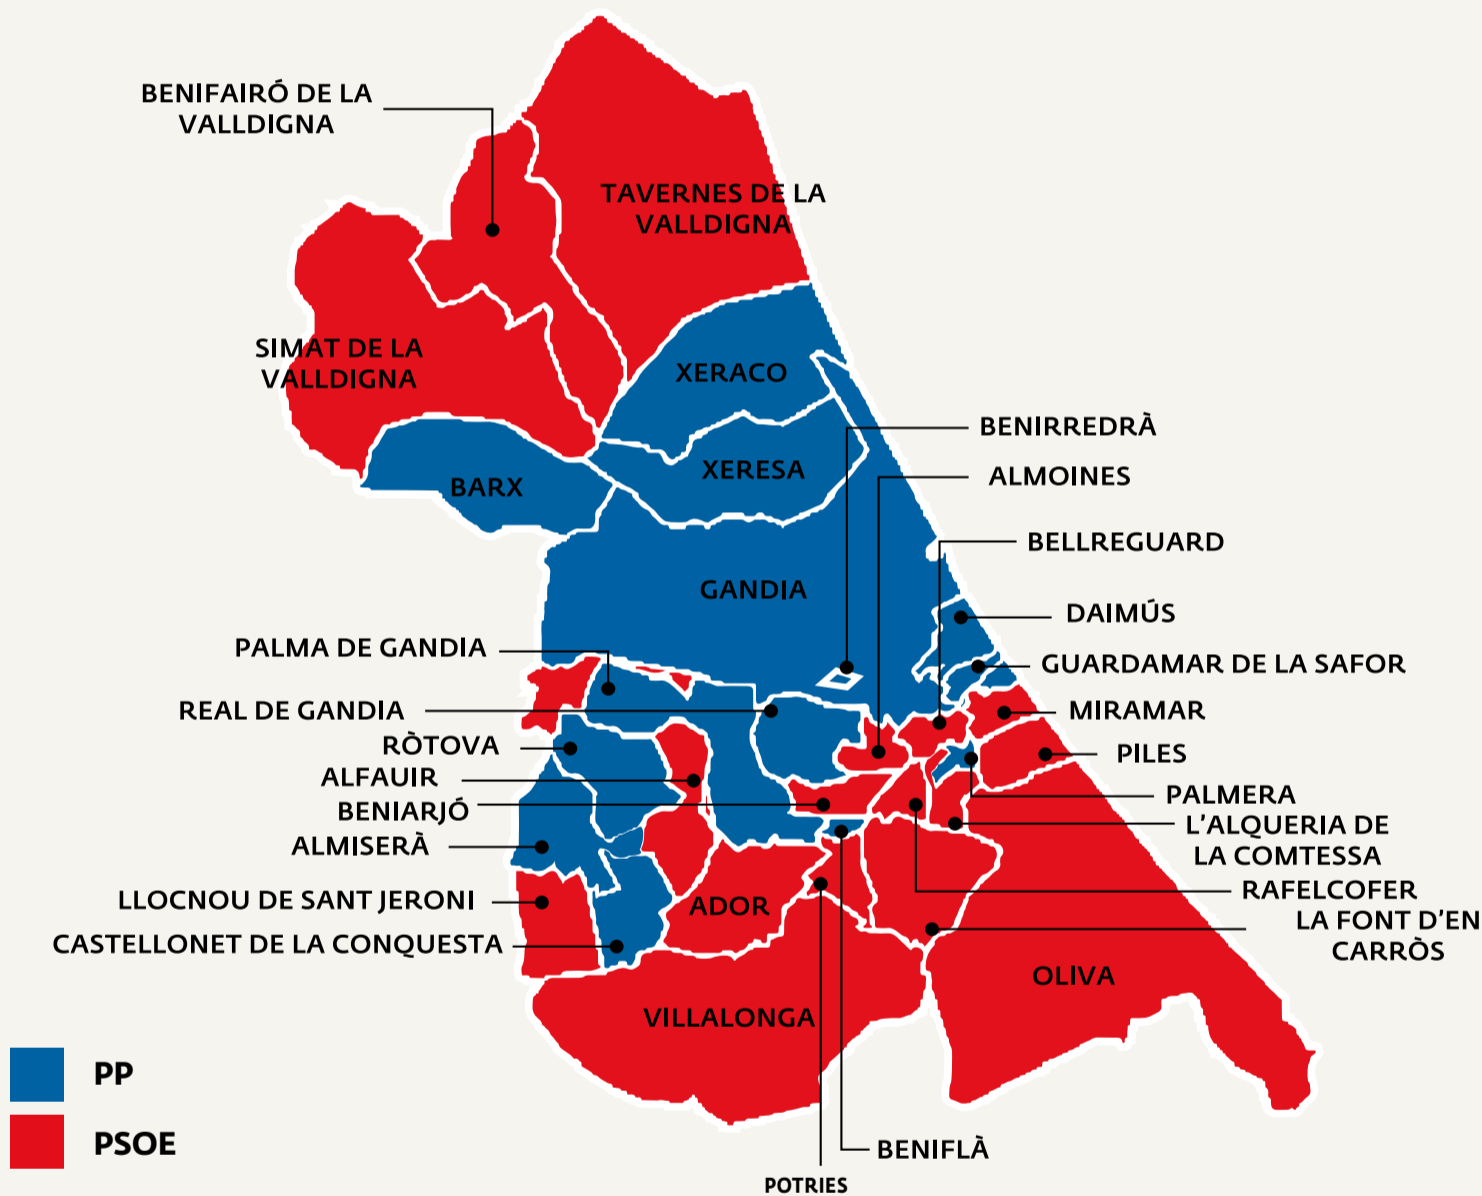 BENIFAIRÓ DE LA
VALLDIGNA
TAVERNES DE LA
VALLDIGNA
SIMAT DE LA
VALLDIGNA
XERACO
BENIRREDRÀ
XERESA
ALMOINES
BARX
BELLREGUARD
GANDIA
DAIMÚS
PALMA DE GANDIA
GUARDAMAR DE LA SAFOR
REAL DE GANDIA
MIRAMAR
RÒTOVA
PILES
ALFAUIR
PALMERA
BENIARJÓ
L'ALQUERIA DE
LA COMTESSA
ALMISERÀ
RAFELCOFER
LLOCNOU DE SANT JERONI
ADOR
LA FONT D'EN
CARRÒS
CASTELLONET DE LA CONQUESTA
OLIVA
VILLALONGA
PP
PSOE
BENIFLÀ
POTRIES